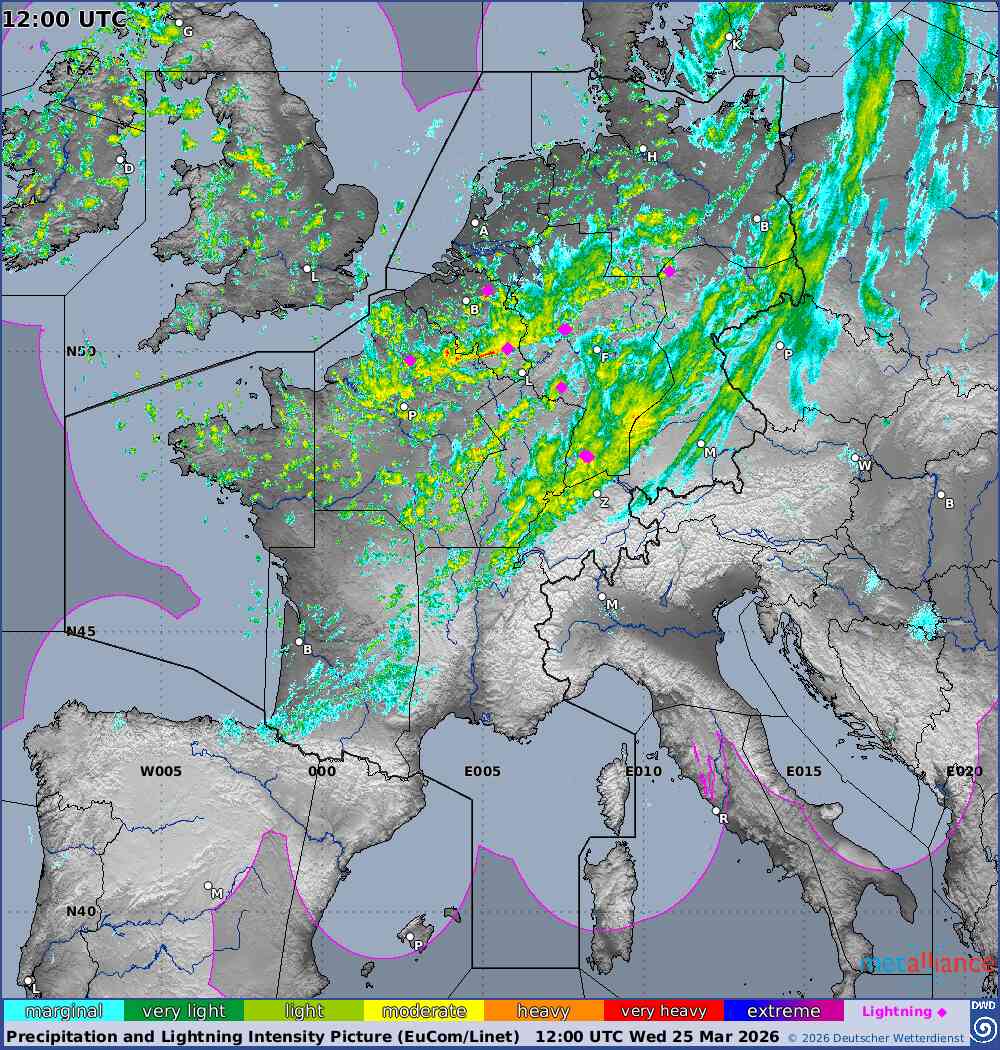 12:00 UTC
G
K
N55
H
D
A
B
L
B
N50
F
P
L
P
M
W
Z
B
M
N45
B
W005
000
E005
E010
E015
E020
R
M
N40
P
L
metalliance
marginal
very light
light
moderate
heavy
very heavy
extreme
Lightning ◆
DWD
Precipitation and Lightning Intensity Picture (EuCom/Linet) 12:00 UTC Wed 25 Mar 2026 © 2026 Deutscher Wetterdienst